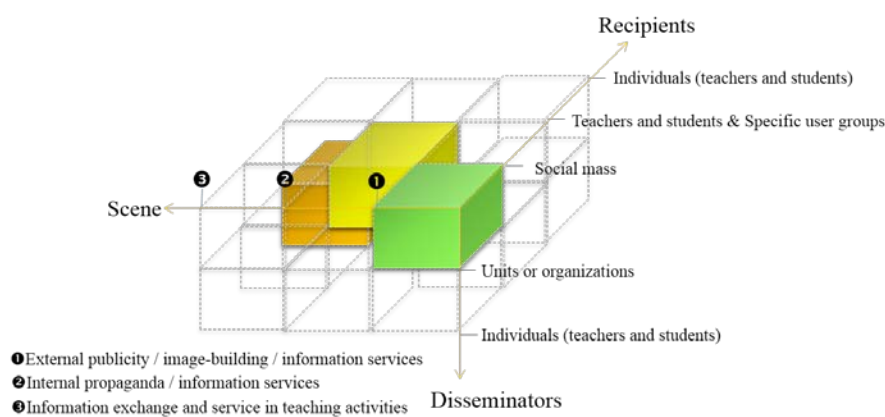 Recipients
Individuals (teachers and students)
Teachers and students & Specific user groups
Social mass
❸
❷
❶
Scene
Units or organizations
Individuals (teachers and students)
❶External publicity / image-building / information services
❷Internal propaganda / information services
❸Information exchange and service in teaching activities
Disseminators